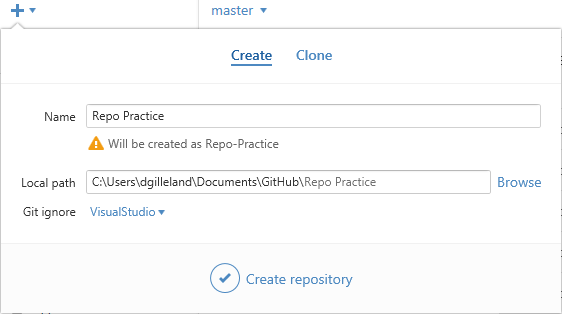 master
Create Clone
Name Repo Practice
Will be created as Repo-Practice
Local path C:\Users\dgilleland\Documents\GitHub\Repo Practice Browse
Git ignore VisualStudio
Create repository